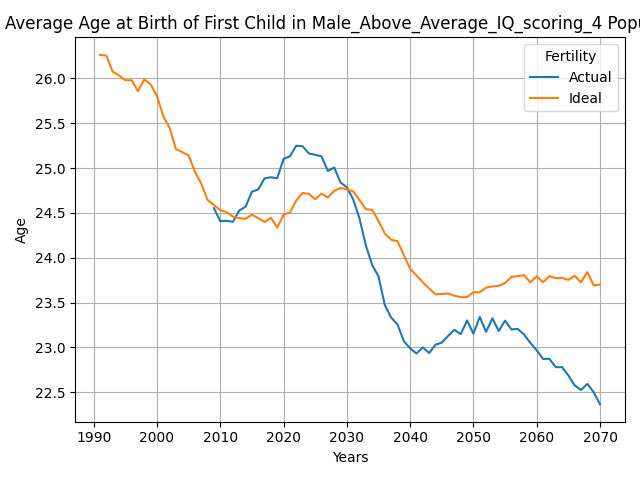 Average Age at Birth of First Child in Male_Above_Average_IQ_scoring_4 Popu
Fertility
Actual
Ideal
26.0
25.5
25.0
24.5
24.0
23.5
23.0
22.5
Age
1990 2000 2010 2020 2030 2040 2050 2060 2070
Years